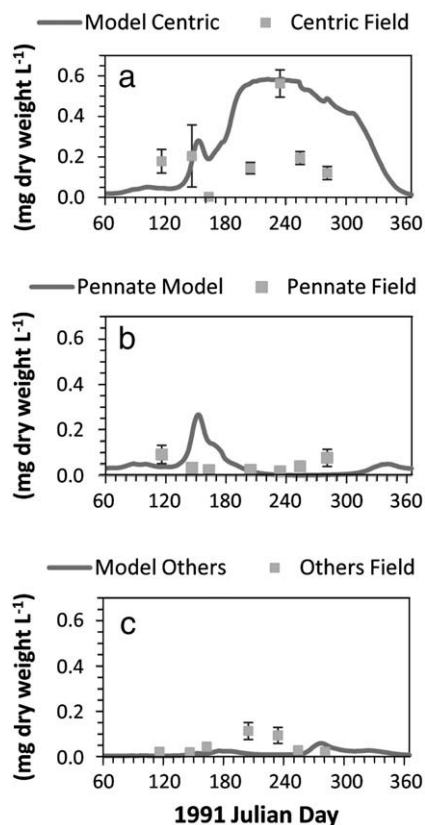 Model Centric Centric Field
a
(mg dry weight L-1)
0.6
0.4
0.2
0.0
60 120 180 240 300 360
Pennate Model Pennate Field
b
(mg dry weight L-1)
0.6
0.4
0.2
0.0
60 120 180 240 300 360
Model Others Others Field
c
(mg dry weight L-1)
0.6
0.4
0.2
0.0
60 120 180 240 300 360
1991 Julian Day